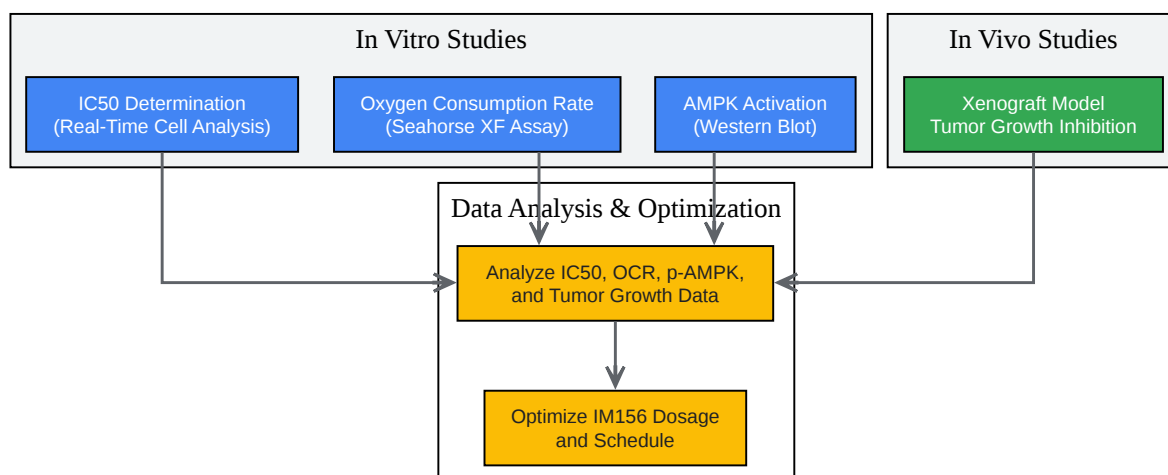 In Vitro Studies
In Vivo Studies
IC50 Determination
(Real-Time Cell Analysis)
Oxygen Consumption Rate
(Seahorse XF Assay)
AMPK Activation
(Western Blot)
Xenograft Model
Tumor Growth Inhibition
Data Analysis & Optimization
Analyze IC50, OCR, p-AMPK,
and Tumor Growth Data
Optimize IM156 Dosage
and Schedule